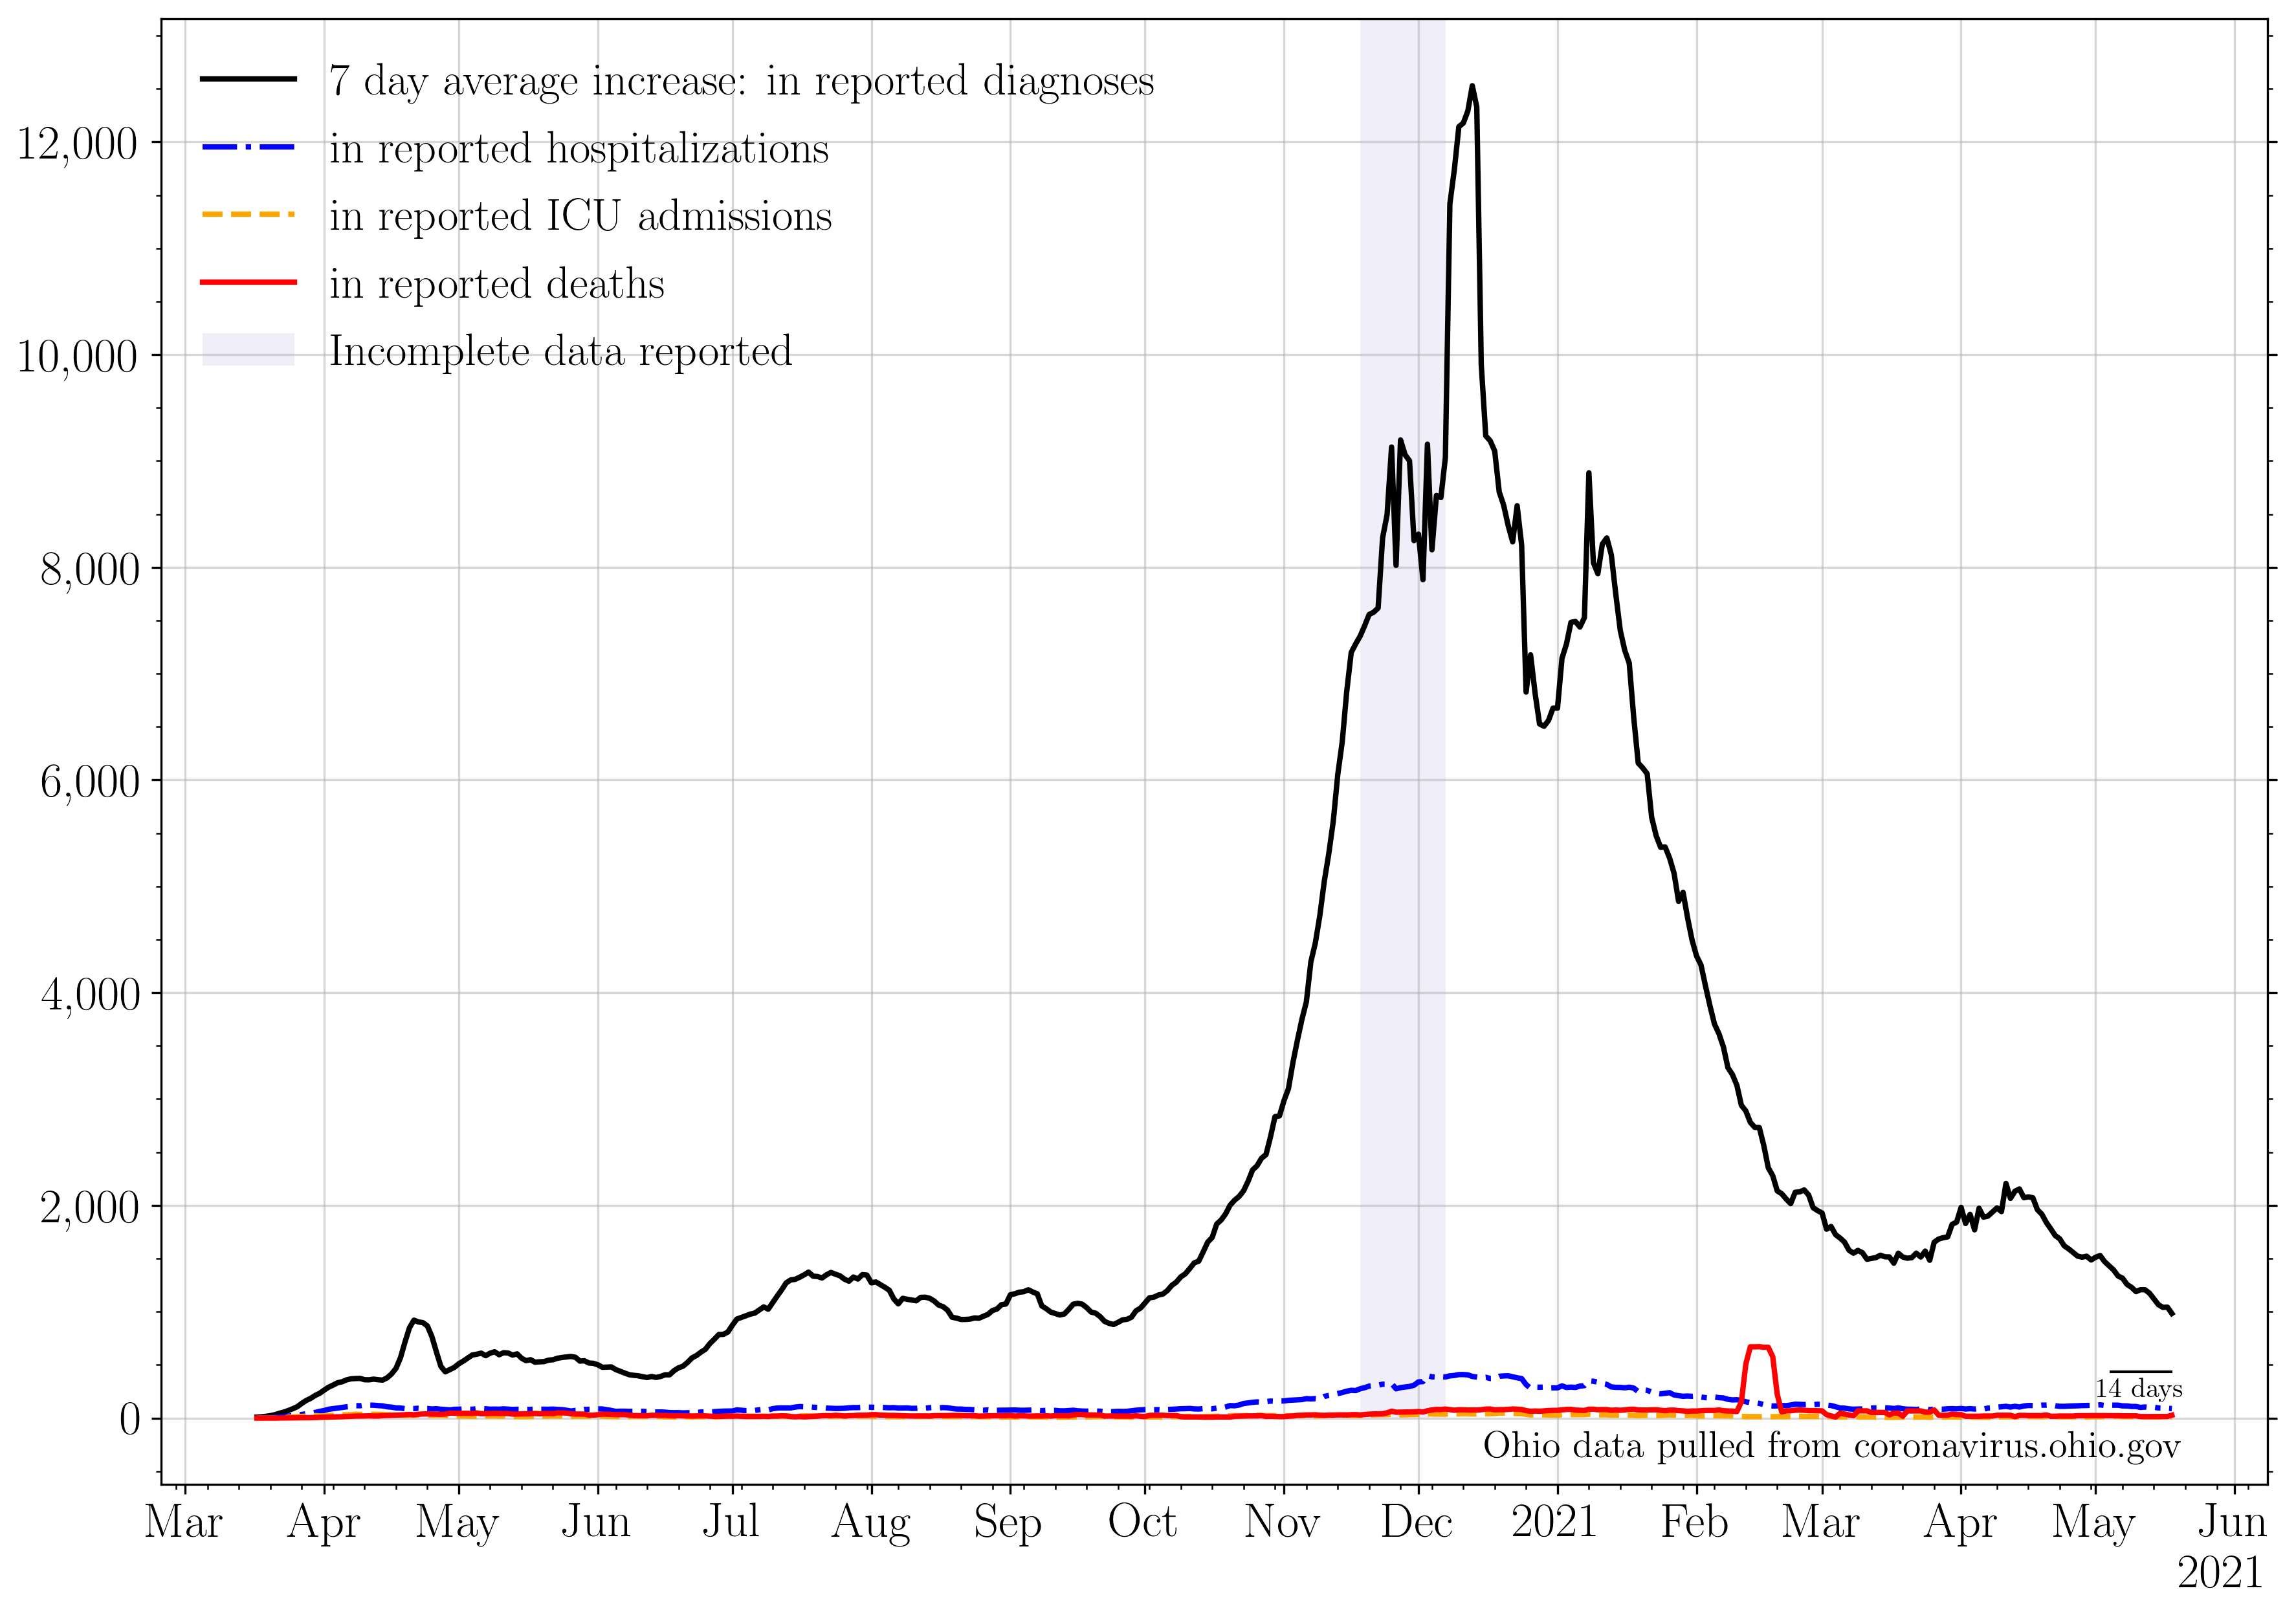 7 day average increase: in reported diagnoses
in reported hospitalizations
in reported ICU admissions
in reported deaths
Incomplete data reported
12,000
10,000
8,000
6,000
4,000
2,000
0
14 days
Ohio data pulled from coronavirus.ohio.gov
Mar Apr May Jun Jul Aug Sep Oct Nov Dec 2021 Feb Mar Apr May Jun
2021